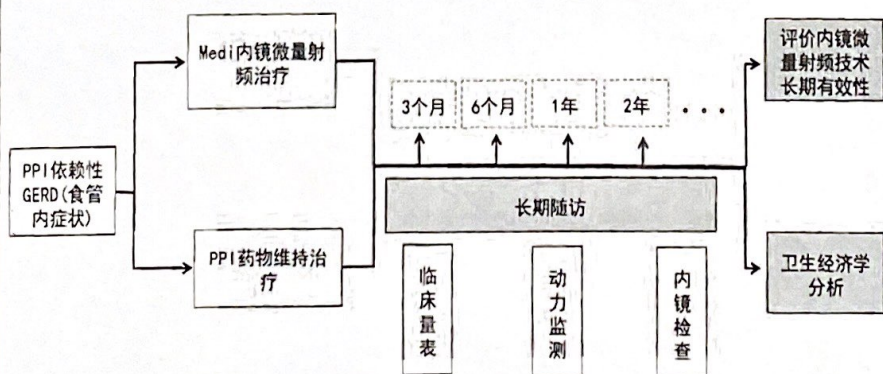 PPI依赖性
GERD(食管
内症状)
Medi内镜微量射
频治疗
PPI药物维持治
疗
3个月
6个月
1年
2年
...
长期随访
临床量表
动力监测
内镜检查
评价内镜微
量射频技术
长期有效性
卫生经济学
分析